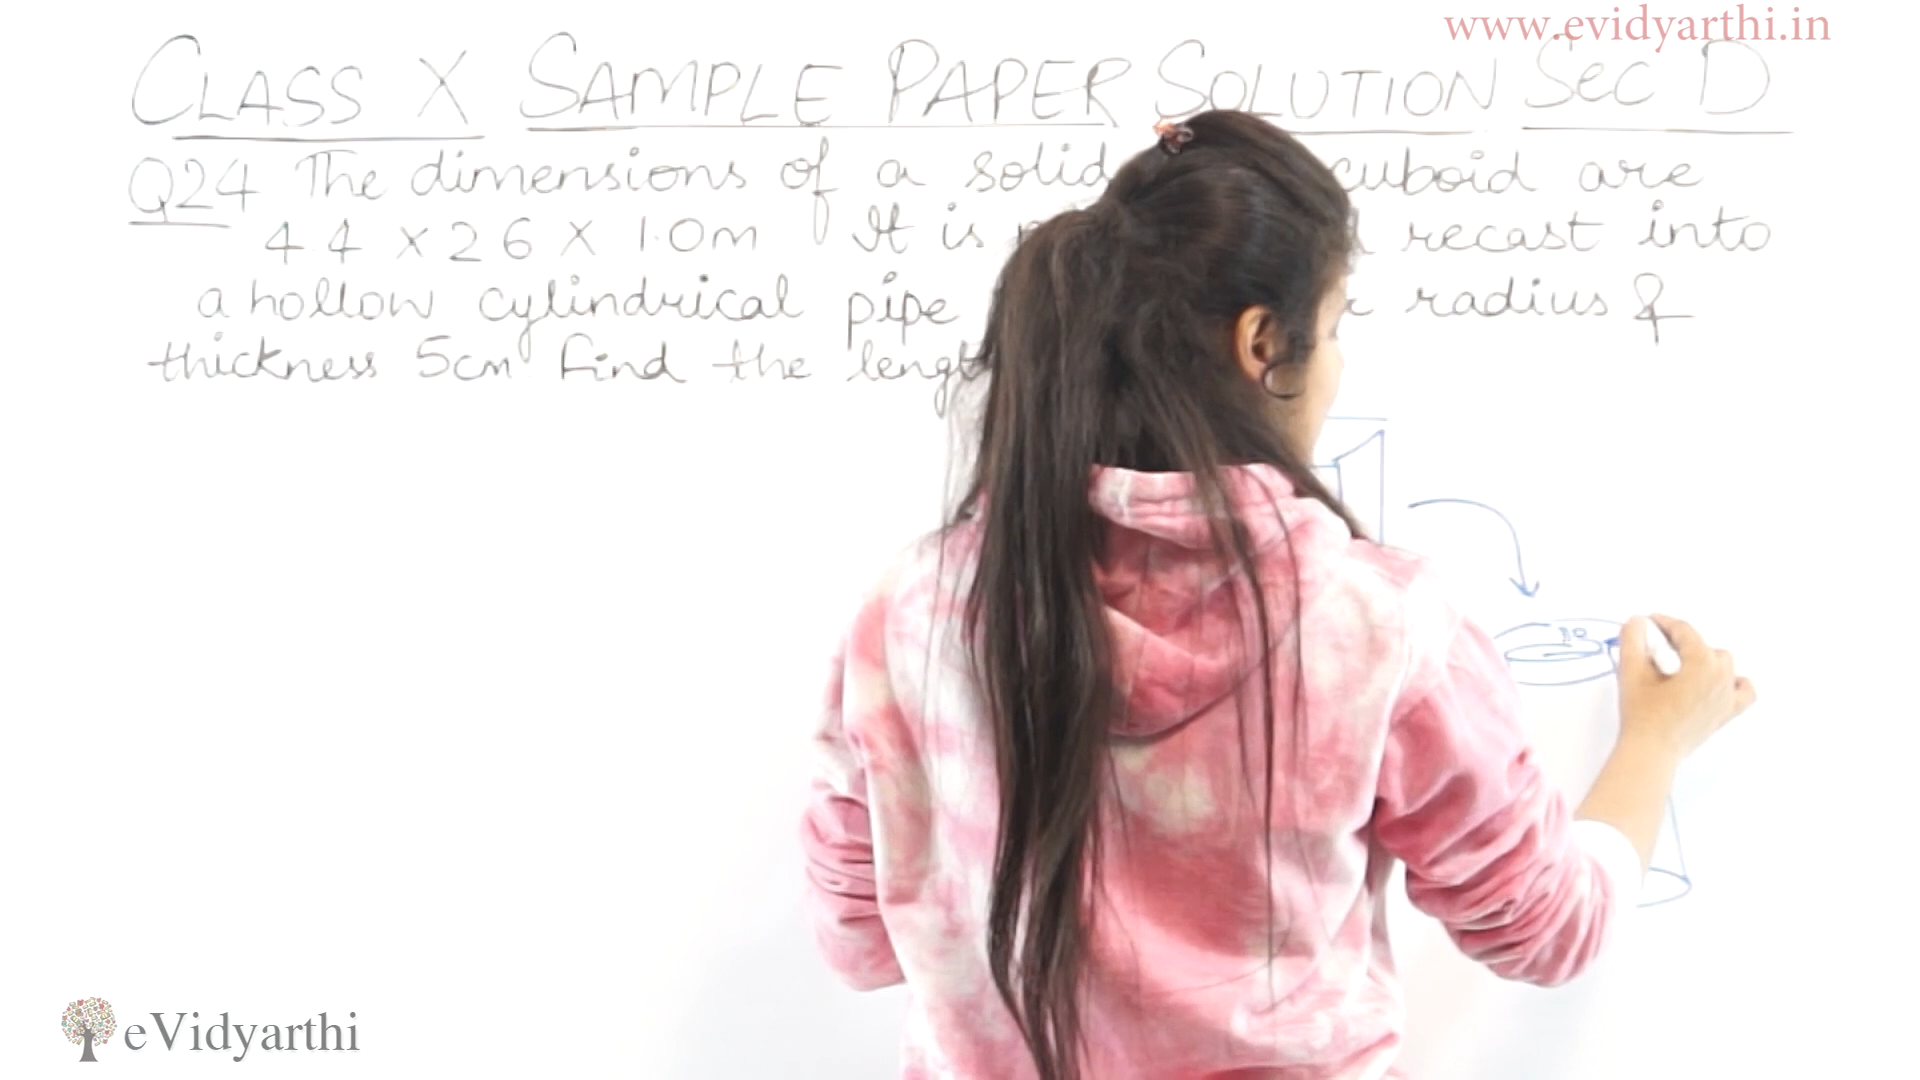 www.evidyarthi.in
CLASS X SAMPLE PAPER SOLUTION SEC D
Q24 The dimensions of a solid cuboid are
4.4 × 2.6 × 1.0m It is recast into
a hollow cylindrical pipe radius &
thickness 5cm Find the
eVidyarthi